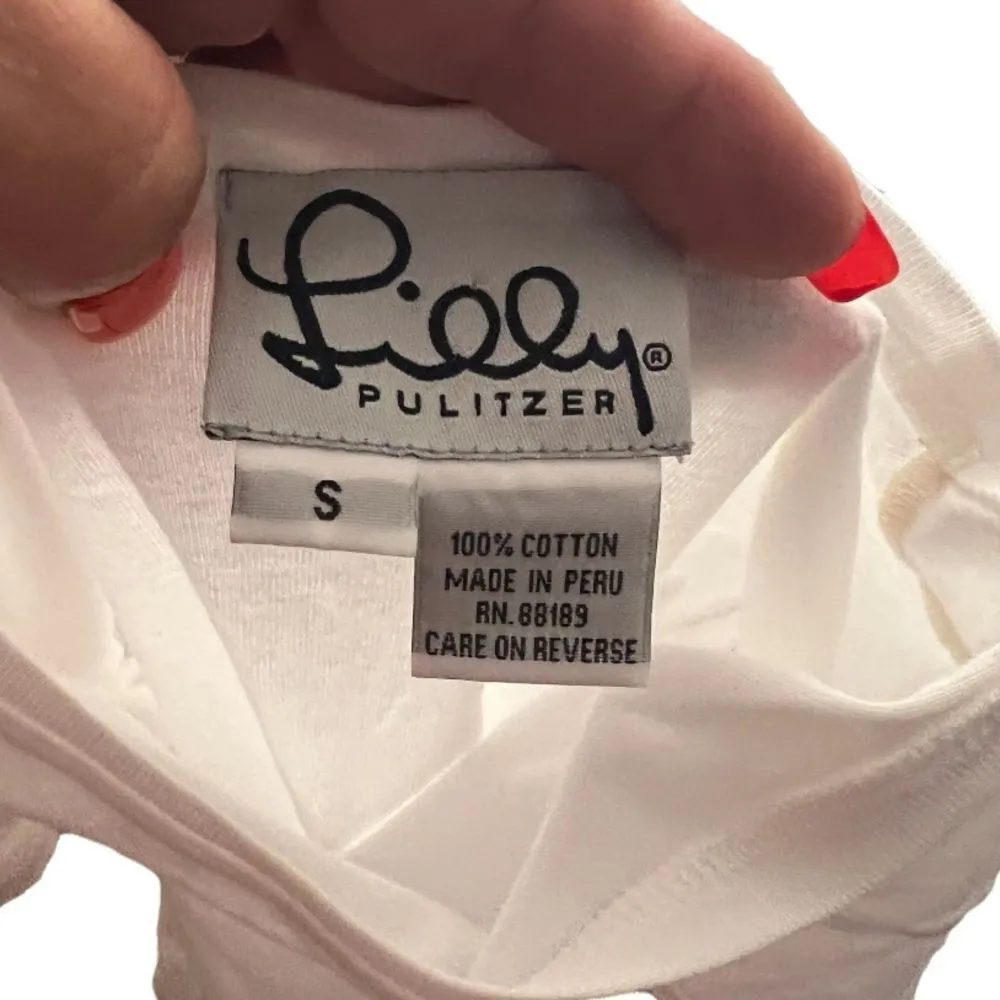 Lilly®
PULITZER
S
100% COTTON
MADE IN PERU
RN. 88189
CARE ON REVERSE